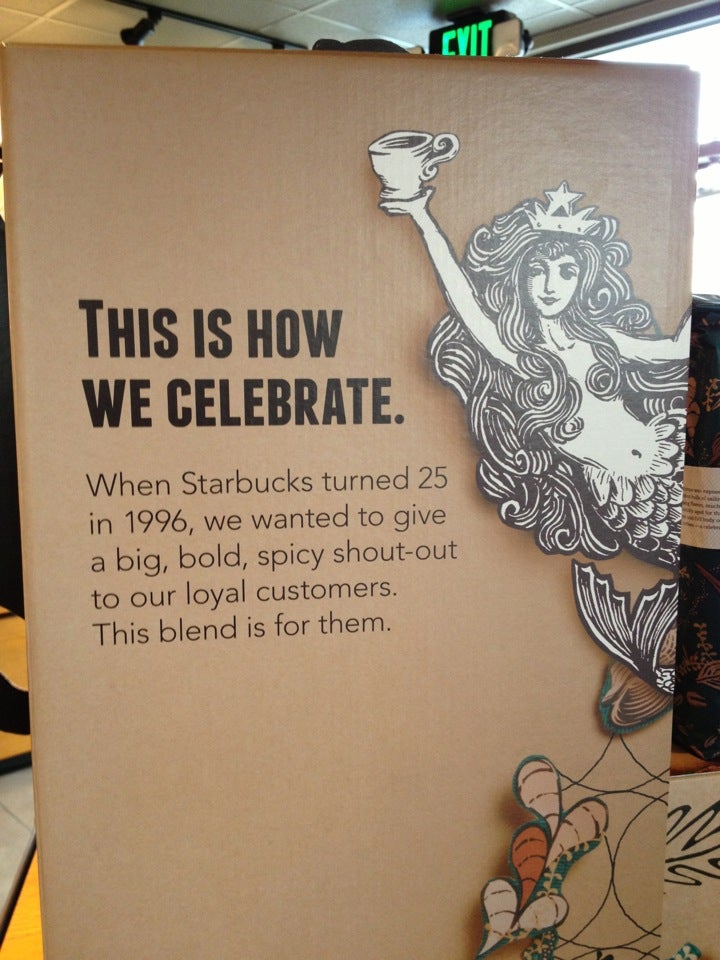 EXIT
THIS IS HOW
WE CELEBRATE.
When Starbucks turned 25
in 1996, we wanted to give
a big, bold, spicy shout-out
to our loyal customers.
This blend is for them.